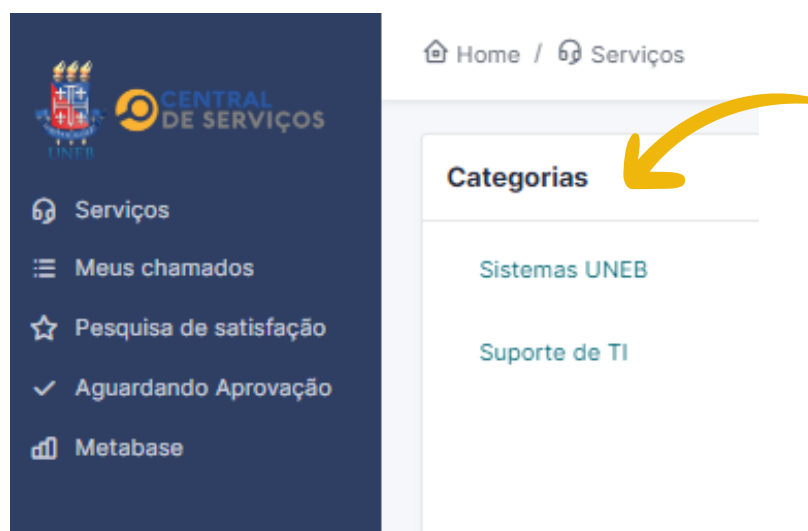 UNEB
CENTRAL
DE SERVIÇOS
Serviços
Meus chamados
Pesquisa de satisfação
Aguardando Aprovação
Metabase
Home / Serviços
Categorias
Sistemas UNEB
Suporte de TI